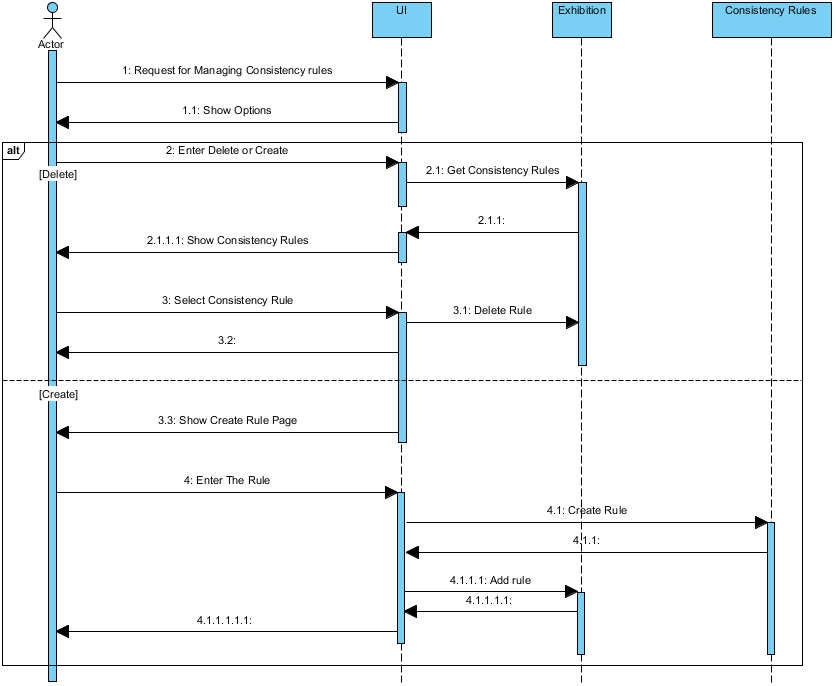 UI
Exhibition
Consistency Rules
Actor
1: Request for Managing Consistency rules
1.1: Show Options
alt
2: Enter Delete or Create
[Delete]
2.1: Get Consistency Rules
2.1.1:
2.1.1.1: Show Consistency Rules
3: Select Consistency Rule
3.1: Delete Rule
3.2:
[Create]
3.3: Show Create Rule Page
4: Enter The Rule
4.1: Create Rule
4.1.1:
4.1.1.1: Add rule
4.1.1.1.1:
4.1.1.1.1.1: